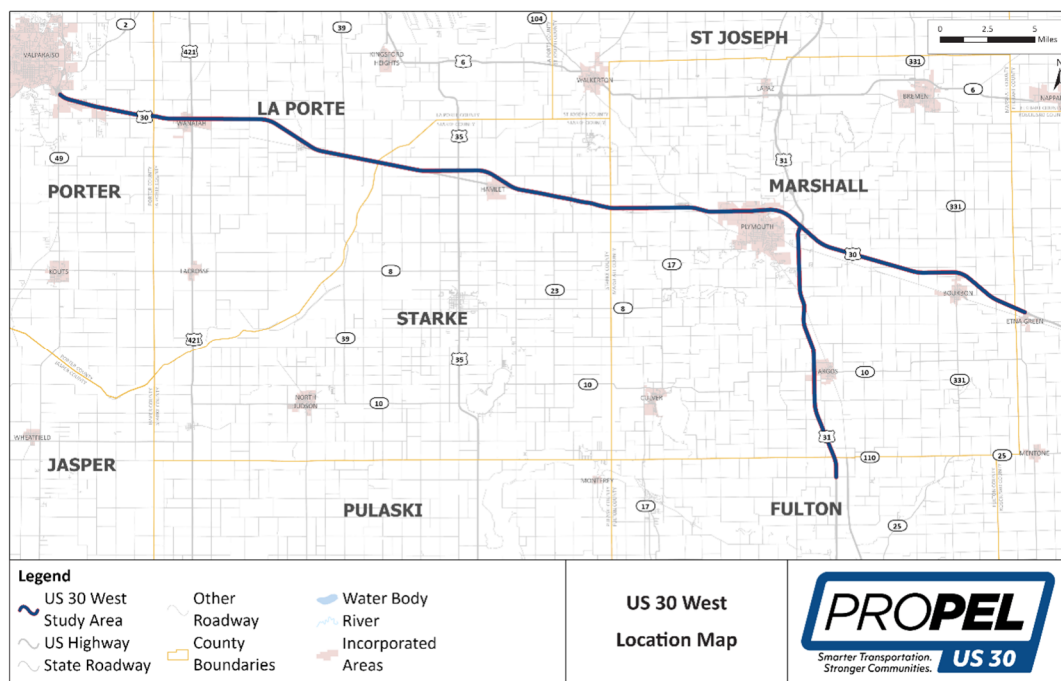 2
39
104
ST JOSEPH
0 2.5 5
Miles
N
VALPARAISO
421
KINGSFORD
HEIGHTS
6
WALKERTON
331
LAPAZ
BREMEN
6
NAPPAN
LA PORTE
30
WANATAH
35
49
31
PORTER
HAMLET
MARSHALL
331
PLYMOUTH
30
KOUTS
LACROSSE
8
17
23
BOURBON
STARKE
8
ETNA GREEN
421
39
35
10
ARGOS
10
331
NORTH
JUDSON
10
CULVER
WHEATFIELD
31
110
25
MENTONE
JASPER
MONTEREY
PULASKI
17
FULTON
25
Legend
US 30 West
Study Area
US Highway
State Roadway
Other
Roadway
County
Boundaries
Water Body
River
Incorporated
Areas
US 30 West
Location Map
PROPEL
Smarter Transportation.
Stronger Communities.
US 30